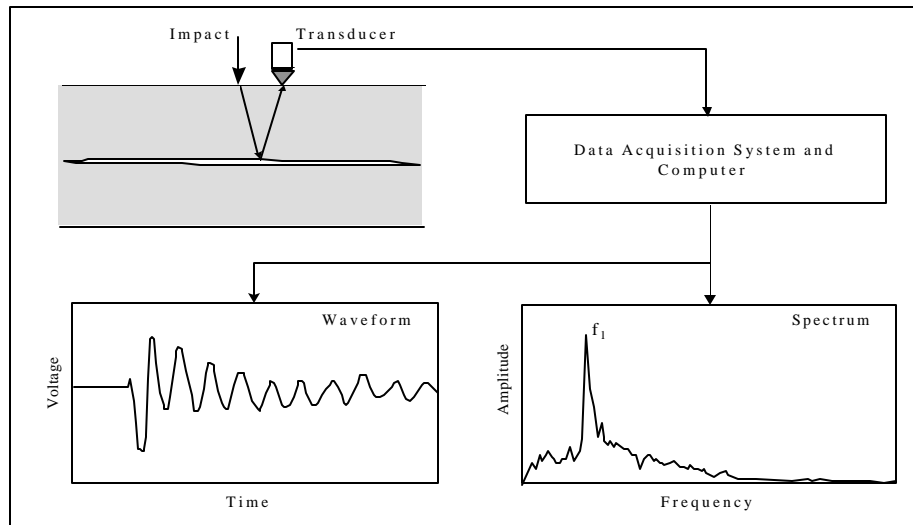 Impact Transducer
Data Acquisition System and
Computer
Waveform
Voltage
Time
f1
Spectrum
Amplitude
Frequency